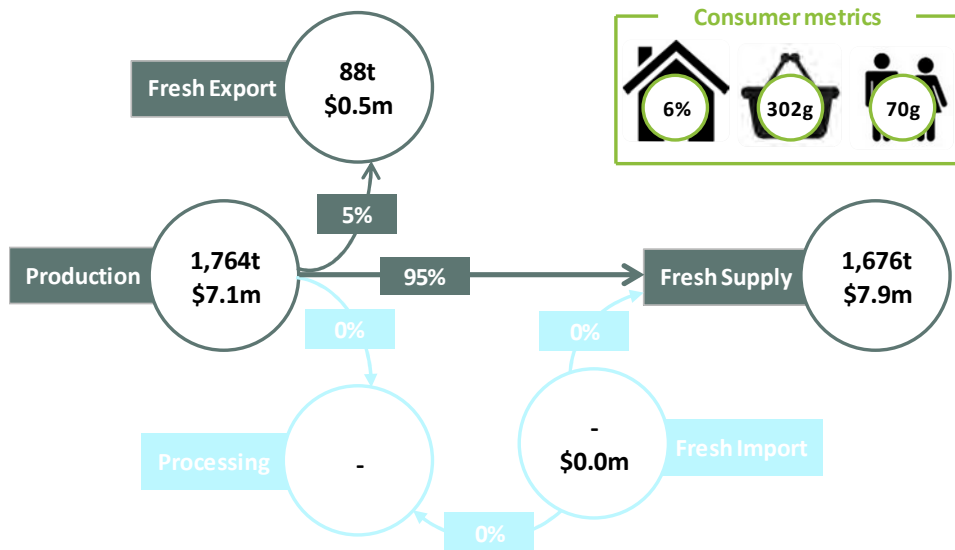 Consumer metrics
6%
302g
70g
Fresh Export
88t
$0.5m
5%
Production
1,764t
$7.1m
95%
Fresh Supply
1,676t
$7.9m
0%
0%
Processing
-
-
$0.0m
Fresh Import
0%